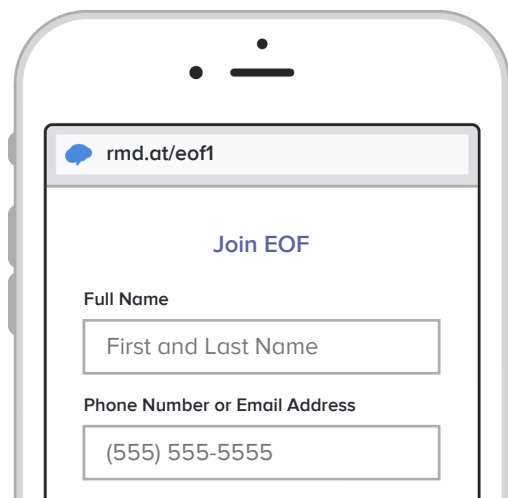 rmd.at/eof1
Join EOF
Full Name
First and Last Name
Phone Number or Email Address
(555) 555-5555